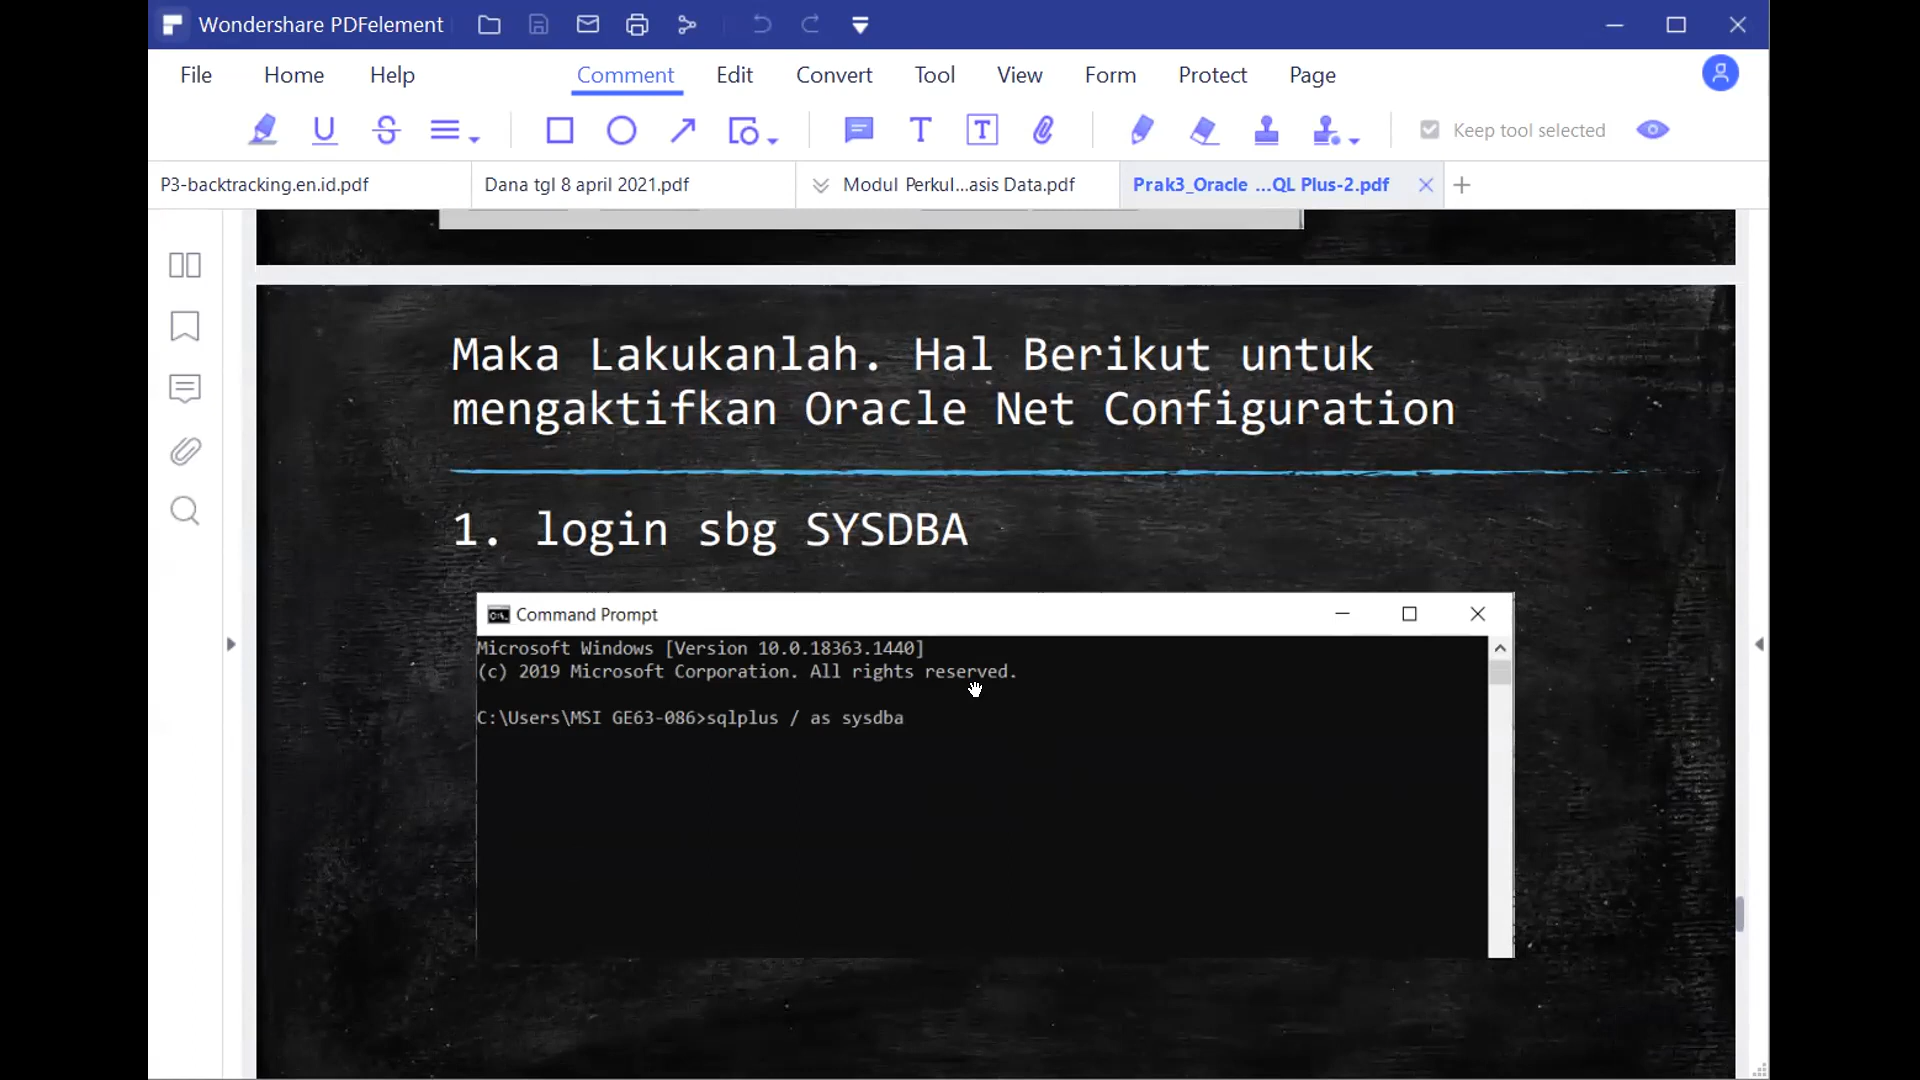 Wondershare PDFelement
File Home Help Comment Edit Convert Tool View Form Protect Page
Keep tool selected
P3-backtracking.en.id.pdf Dana tgl 8 april 2021.pdf Modul Perkul...asis Data.pdf Prak3_Oracle ...QL Plus-2.pdf
Maka Lakukanlah. Hal Berikut untuk
mengaktifkan Oracle Net Configuration
1. login sbg SYSDBA
Command Prompt
Microsoft Windows [Version 10.0.18363.1440]
(c) 2019 Microsoft Corporation. All rights reserved.
C:\Users\MSI GE63-086>sqlplus / as sysdba